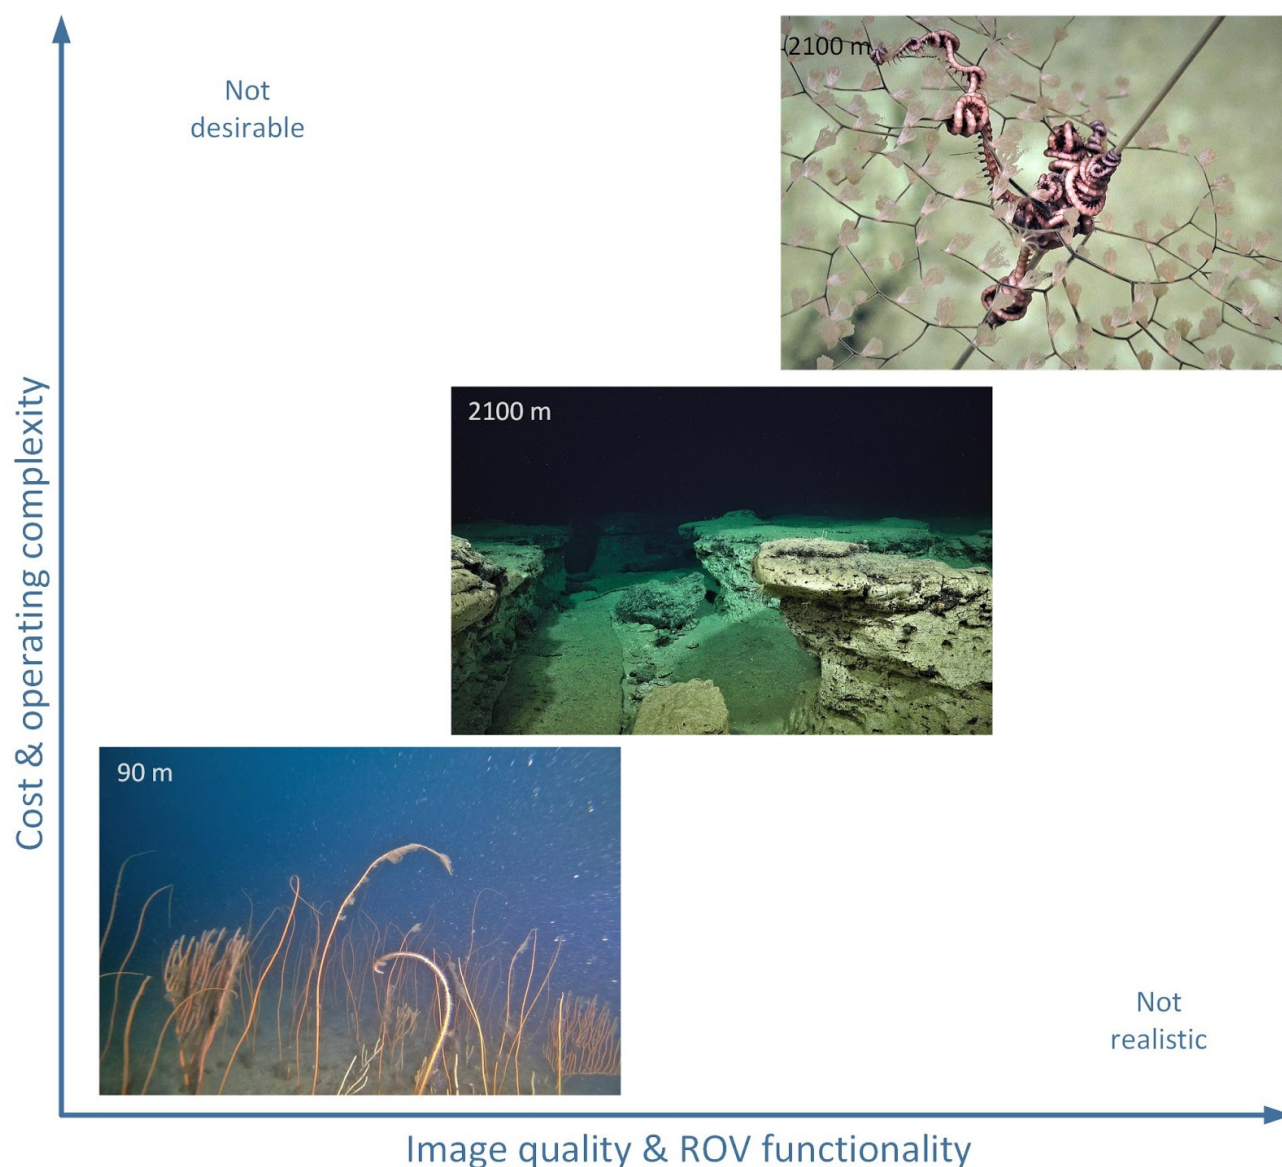 Not
desirable
2100 m
2100 m
90 m
Not
realistic
Cost & operating complexity
Image quality & ROV functionality